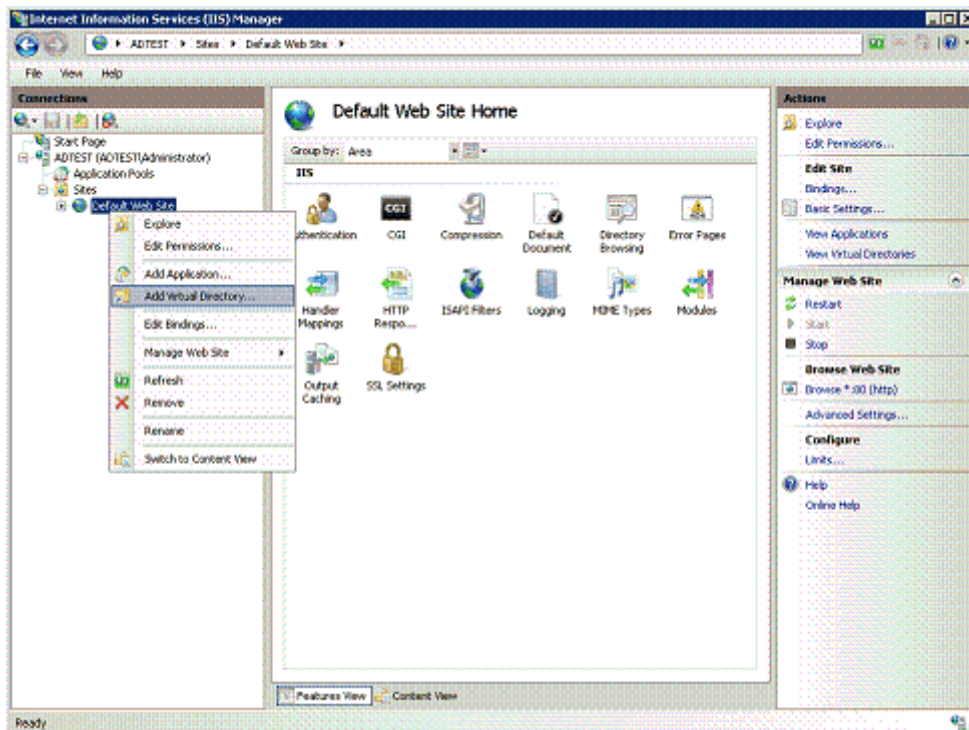 Internet Information Services (IIS) Manager
ADTEST Sites Default Web Site
File View Help
Connections
Start Page
ADTEST (ADTEST\Administrator)
Application Pools
Sites
Default Web Site
Explore
Edit Permissions...
Add Application...
Add Virtual Directory...
Edit Bindings...
Manage Web Site
Refresh
Remove
Rename
Switch to Content View
Default Web Site Home
Group by: Area
IIS
uthentication CGI Compression Default Document Directory Browsing Error Pages
Handler Mappings HTTP Respo... ISAPI Filters Logging MIME Types Modules
Output Caching SSL Settings
Features View Content View
Actions
Explore
Edit Permissions...
Edit Site
Bindings...
Basic Settings...
View Applications
View Virtual Directories
Manage Web Site
Restart
Start
Stop
Browse Web Site
Browse *:80 (http)
Advanced Settings...
Configure
Limits...
Help
Online Help
Ready